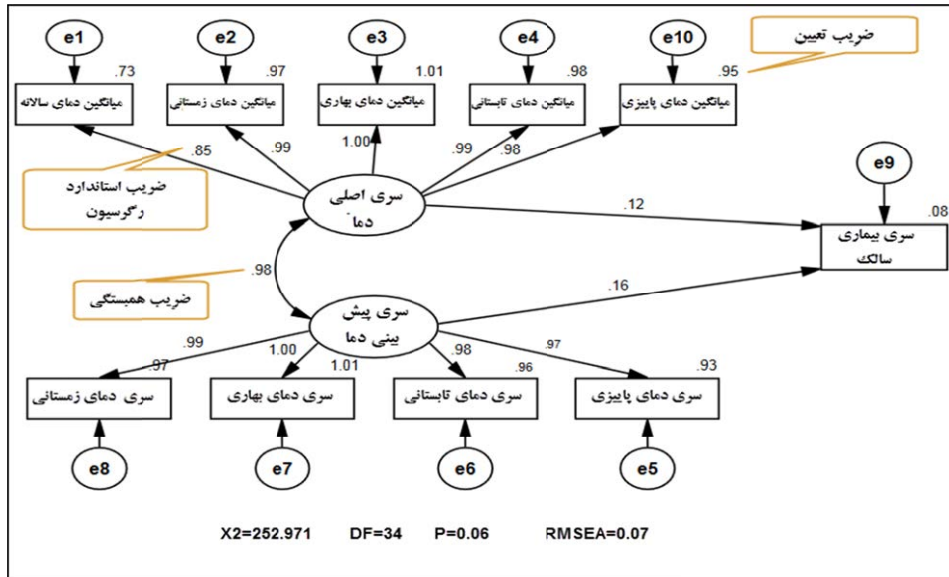 e1
e2
e3
e4
e10
ضریب تعیین
.73
.97
1.01
.98
.95
میانگین دمای سالانه
میانگین دمای زمستانی
میانگین دمای بهاری
میانگین دمای تابستانی
میانگین دمای پاییزی
.85
.99
1.00
.99
.98
ضریب استاندارد
رگرسیون
سری اصلی
دما
e9
.12
.08
سری بیماری
سالک
.98
ضریب همبستگی
.16
سری پیش
بینی دما
.99
1.00
.98
.97
.97
1.01
.96
.93
سری دمای زمستانی
سری دمای بهاری
سری دمای تابستانی
سری دمای پاییزی
e8
e7
e6
e5
X2=252.971 DF=34 P=0.06 RMSEA=0.07